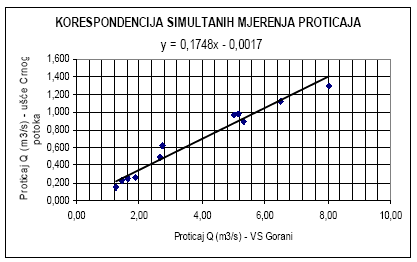 KORESPONDENCIJA SIMULTANIH MJERENJA PROTICAJA
y = 0,1748x - 0,0017
Proticaj Q (m3/s) - ušće Crnog
potoka
1,600
1,400
1,200
1,000
0,800
0,600
0,400
0,200
0,000
0,00 2,00 4,00 6,00 8,00 10,00
Proticaj Q (m3/s) - VS Gorani